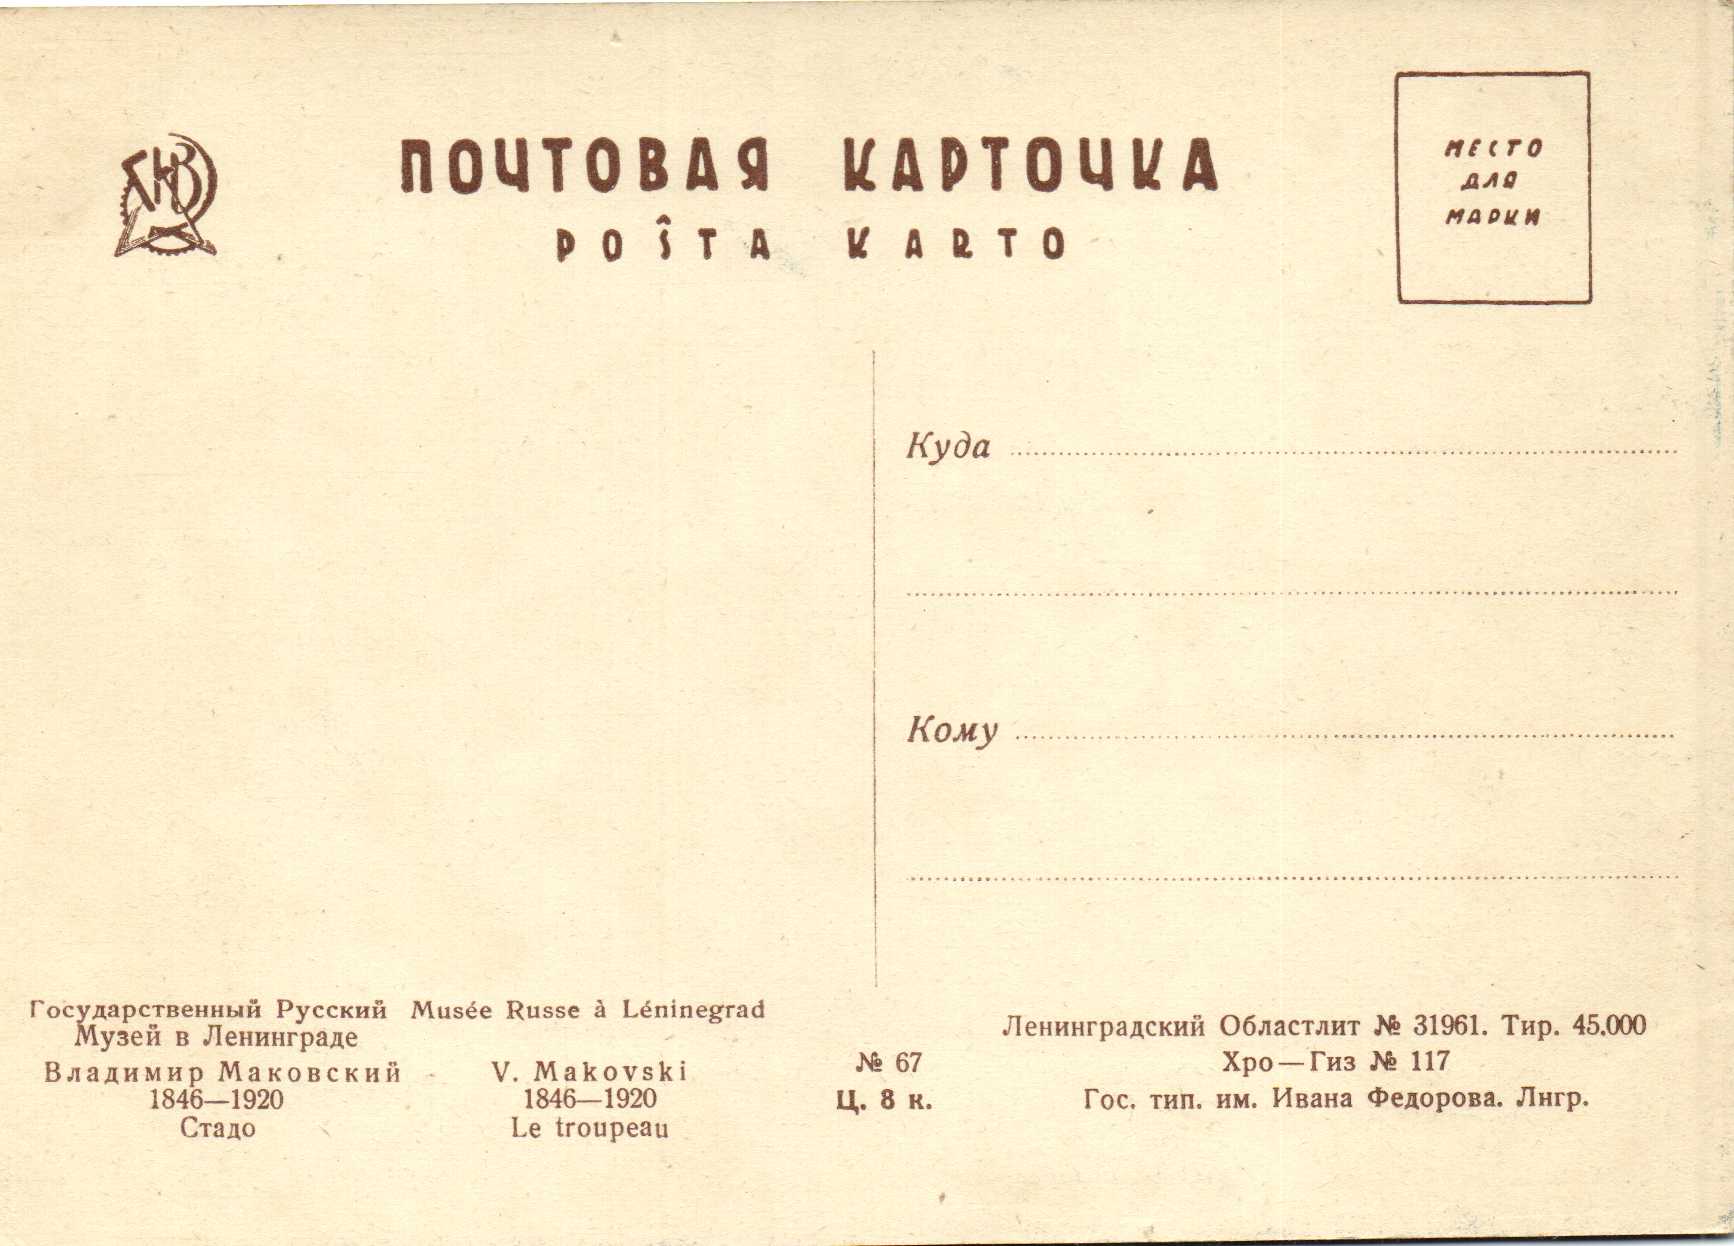 ПОЧТОВАЯ КАРТОЧКА
POŜTA KARTO
МЕСТО
ДЛЯ
МАРКИ
Куда
Кому
Государственный Русский
Музей в Ленинграде
Владимир Маковский
1846—1920
Стадо
Musée Russe à Léninegrad
V. Makovski
1846—1920
Le troupeau
№ 67
Ц. 8 к.
Ленинградский Областлит № 31961. Тир. 45.000
Хро—Гиз № 117
Гос. тип. им. Ивана Федорова. Лнгр.